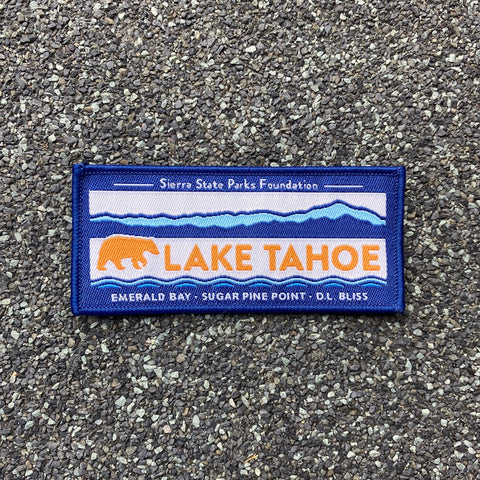 Sierra State Parks Foundation
LAKE TAHOE
EMERALD BAY - SUGAR PINE POINT - D.L. BLISS